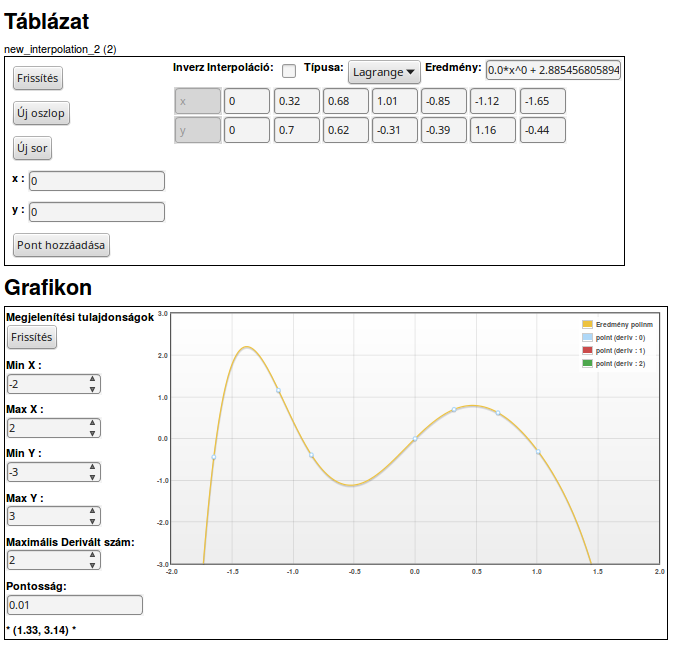 Táblázat
new_interpolation_2 (2)
Frissítés
Inverz Interpoláció: Típusa: Lagrange Eredmény: 0.0*x^0 + 2.885456805894
Új oszlop
x 0 0.32 0.68 1.01 -0.85 -1.12 -1.65
y 0 0.7 0.62 -0.31 -0.39 1.16 -0.44
Új sor
x : 0
y : 0
Pont hozzáadása
Grafikon
Megjelenítési tulajdonságok
Frissítés
Min X :
-2
Max X :
2
Min Y :
-3
Max Y :
3
Maximális Derivált szám:
2
Pontosság:
0.01
* (1.33, 3.14) *
3.0
2.0
1.0
0.0
-1.0
-2.0
-3.0
-2.0 -1.5 -1.0 -0.5 0.0 0.5 1.0 1.5 2.0
Eredmény polinm
point (deriv : 0)
point (deriv : 1)
point (deriv : 2)